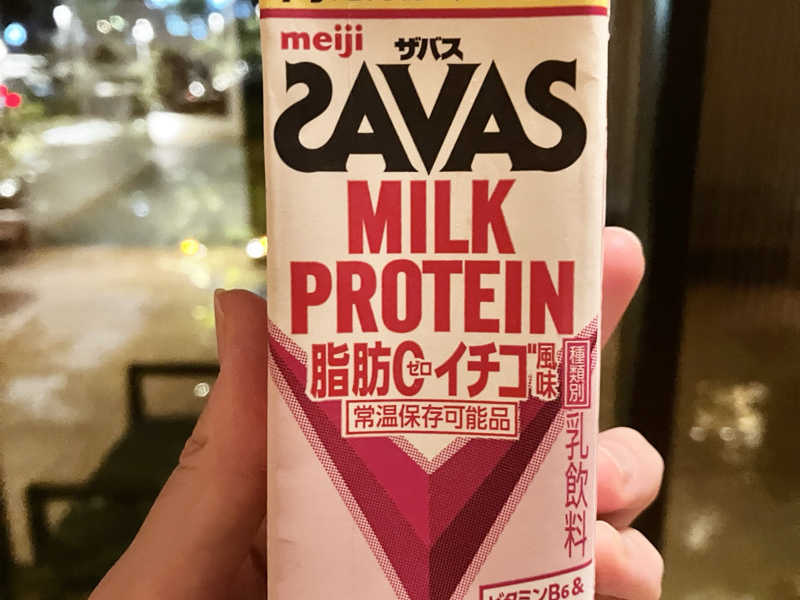 meiji
ザバス
SAVAS
MILK
PROTEIN
脂肪0ゼロイチゴ風味
常温保存可能品
種類別
乳飲料
ビタミンB6&